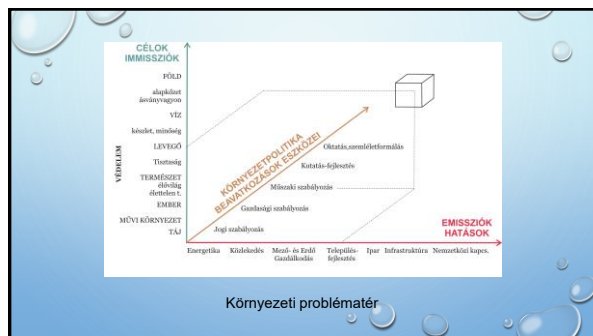 CÉLOK
IMMISSZIÓK
VÉDELEM
FÖLD
alapkőzet
ásványvagyon
VÍZ
készlet, minőség
LEVEGŐ
Tisztaság
TERMÉSZET
élővilág
élettelen t.
EMBER
MŰVI KÖRNYEZET
TÁJ
KÖRNYEZETPOLITIKA
BEAVATKOZÁSOK ESZKÖZEI
Oktatás,szemléletformálás
Kutatás-fejlesztés
Műszaki szabályozás
Gazdasági szabályozás
Jogi szabályozás
EMISSZIÓK
HATÁSOK
Energetika
Közlekedés
Mező- és Erdő
Gazdálkodás
Település-
fejlesztés
Ipar
Infrastruktúra
Nemzetközi kapcs.
Környezeti problématér